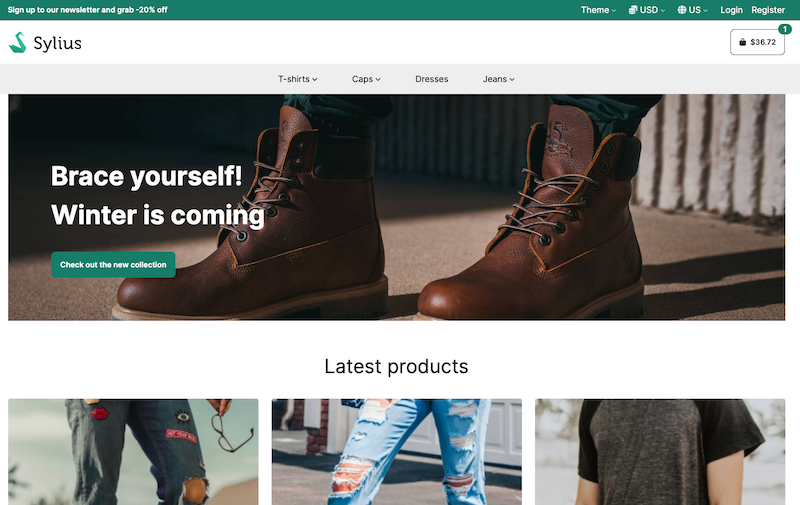 Sign up to our newsletter and grab -20% off
Theme
USD
US
Login
Register
Sylius
1
$36.72
T-shirts
Caps
Dresses
Jeans
Brace yourself!
Winter is coming
Check out the new collection
Latest products